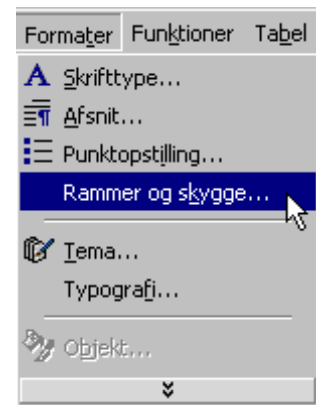 Formater Funktioner Tabel
Skrifttype...
Afsnit...
Punktopstilling...
Rammer og skygge...
Tema...
Typografi...
Objekt...